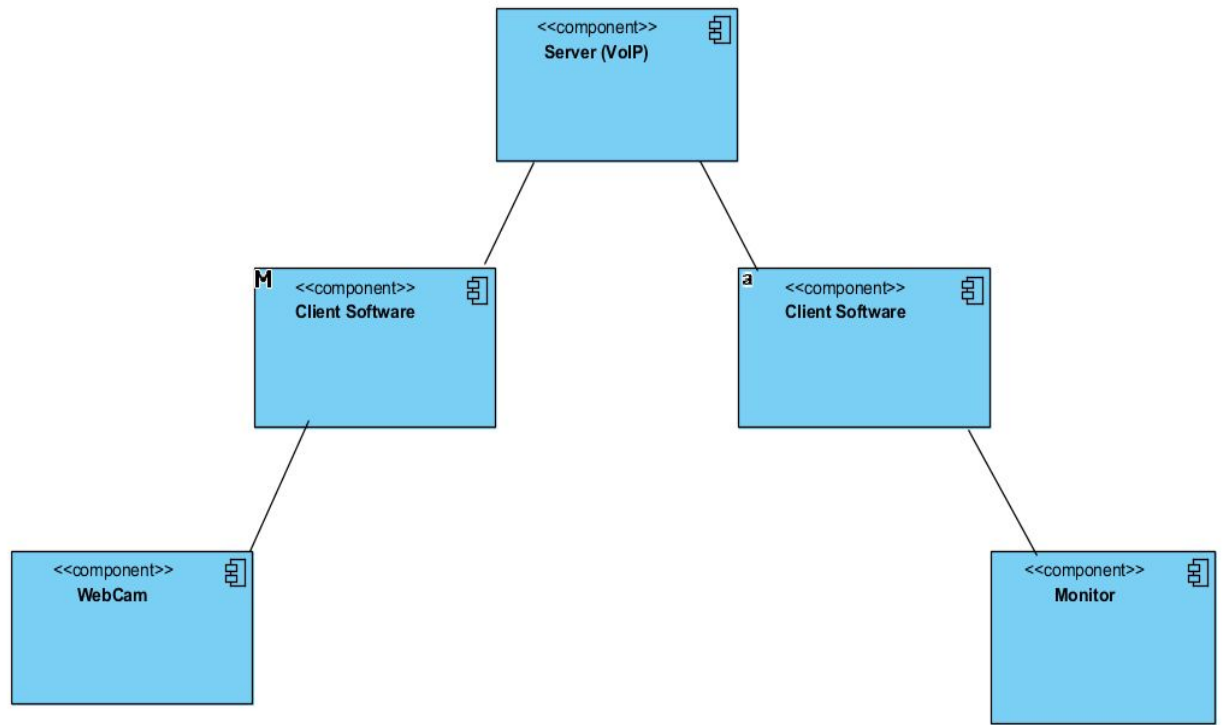 <<component>>
Server (VoIP)
M
<<component>>
Client Software
a
<<component>>
Client Software
<<component>>
WebCam
<<component>>
Monitor